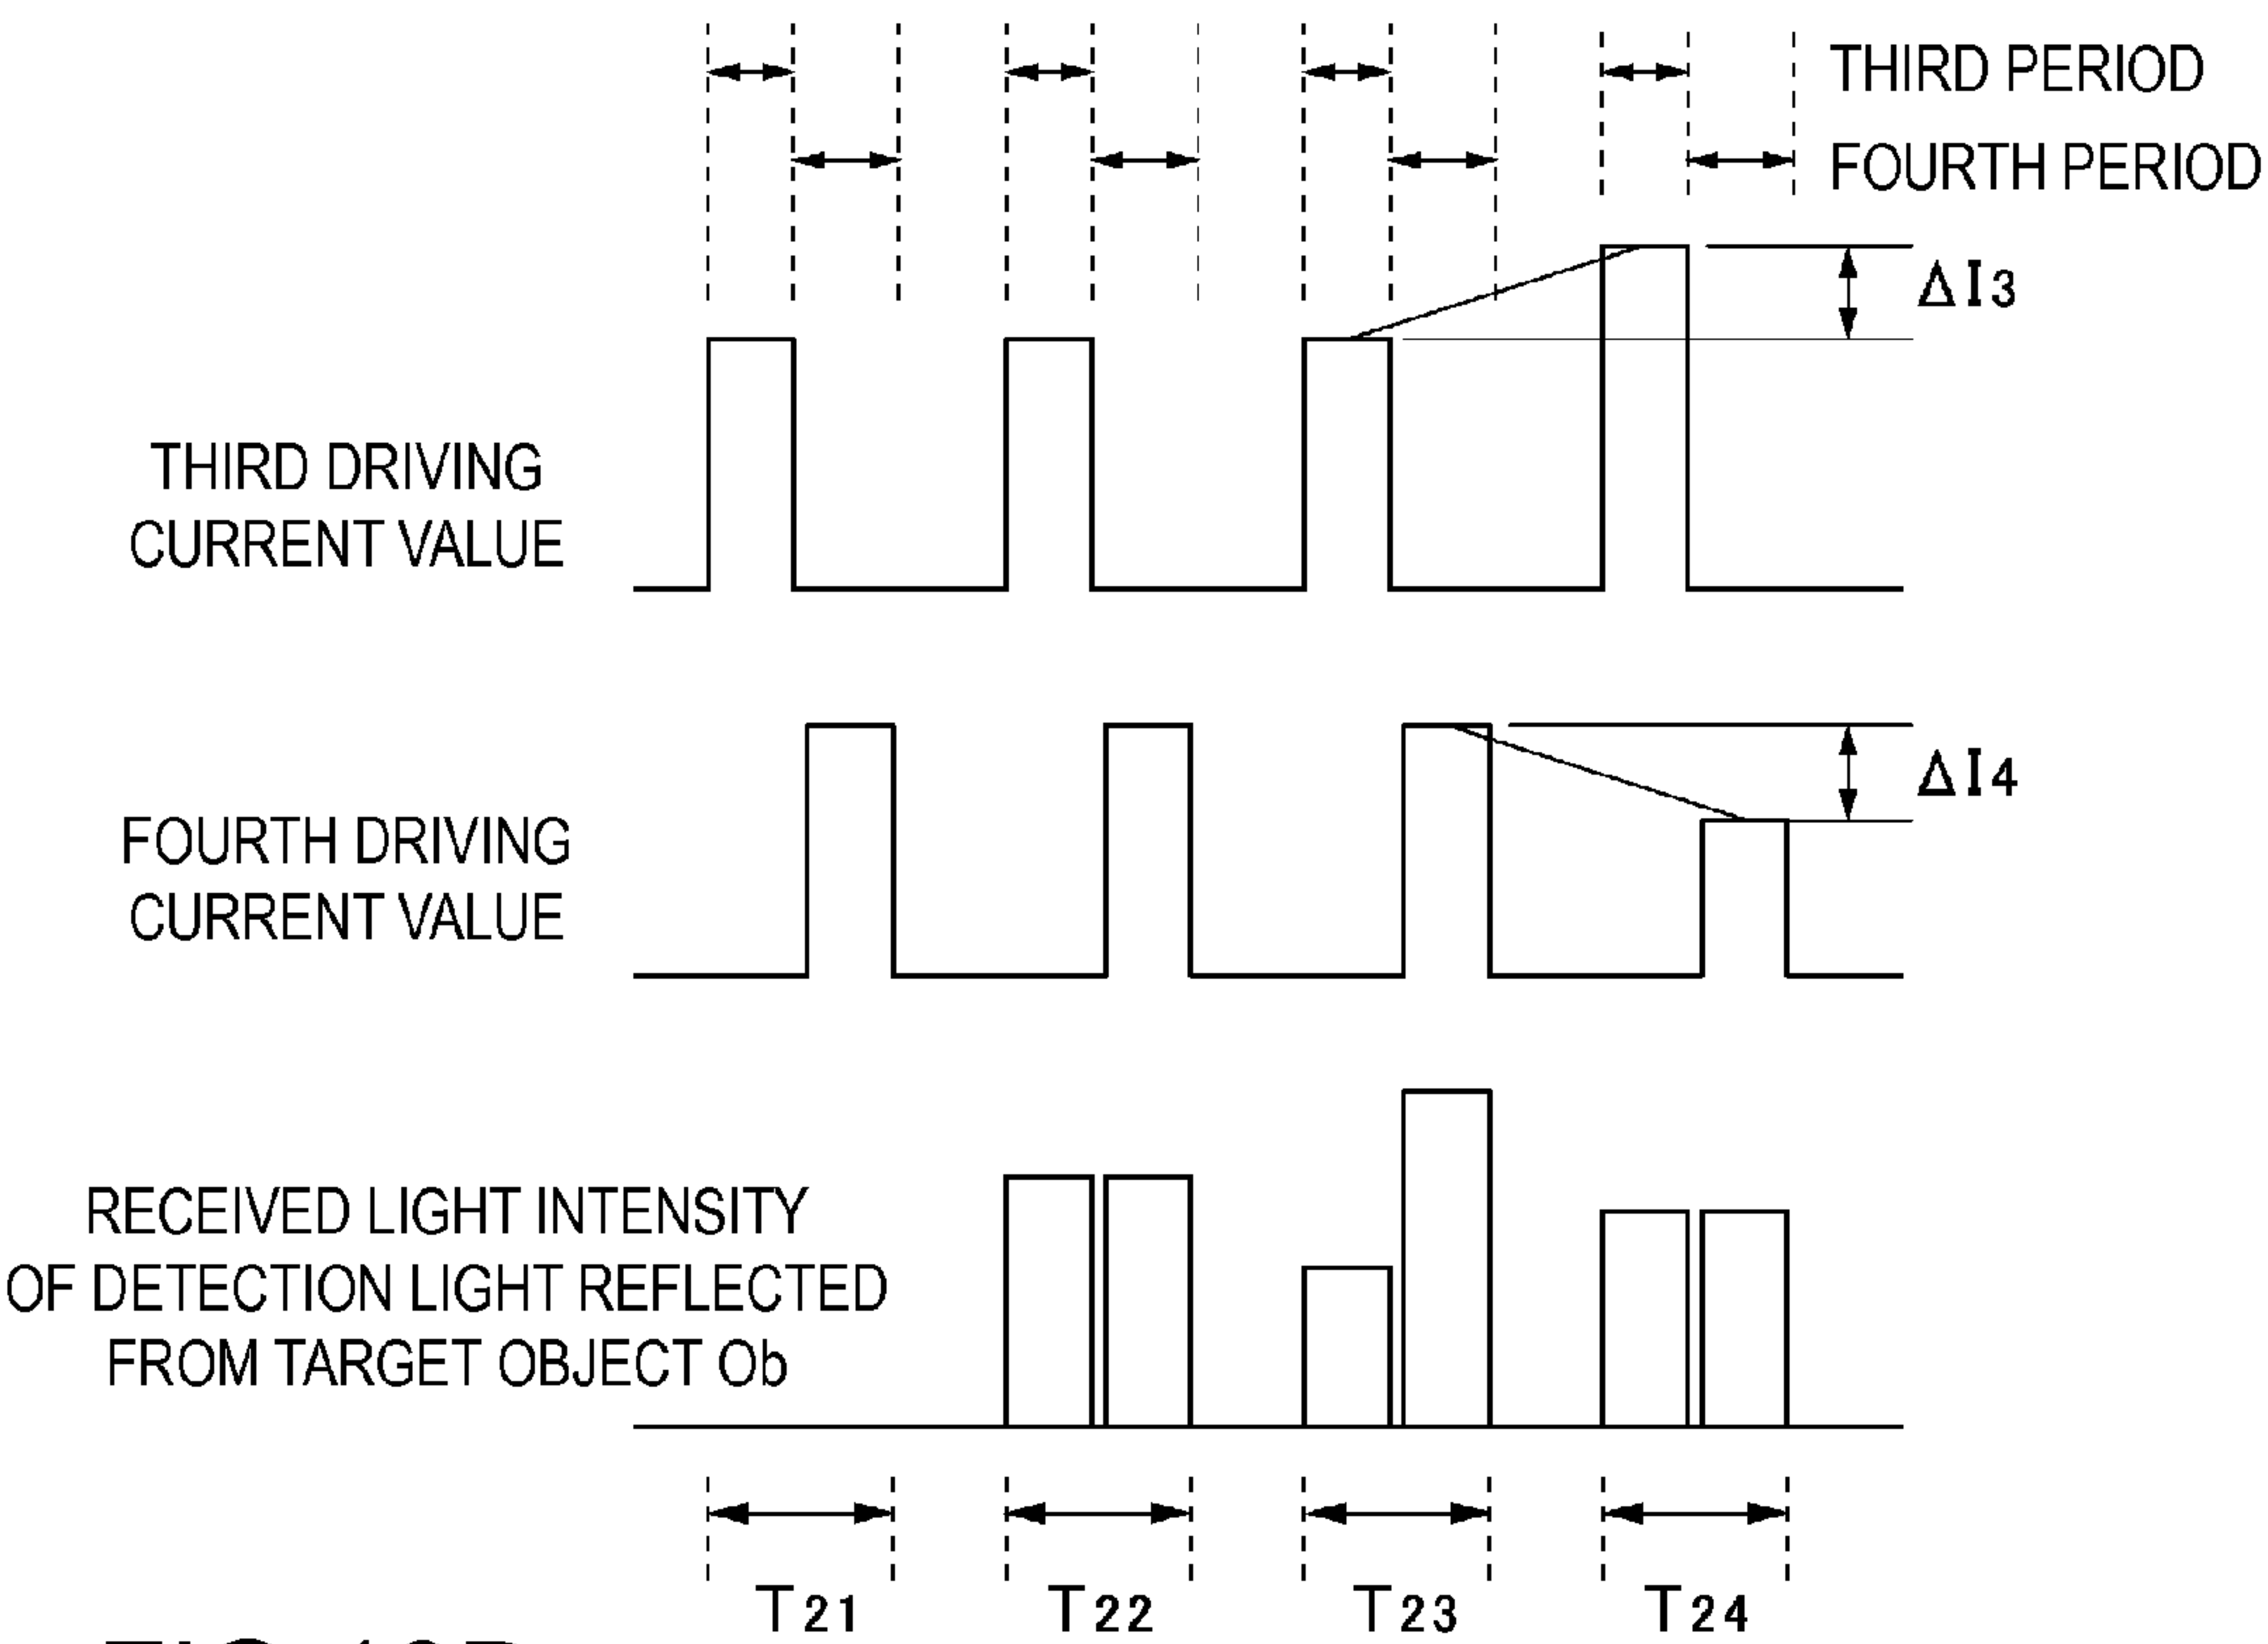 THIRD PERIOD
FOURTH PERIOD
ΔI3
THIRD DRIVING
CURRENT VALUE
ΔI4
FOURTH DRIVING
CURRENT VALUE
RECEIVED LIGHT INTENSITY
OF DETECTION LIGHT REFLECTED
FROM TARGET OBJECT Ob
T21 T22 T23 T24